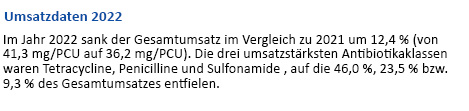 Umsatzdaten 2022
Im Jahr 2022 sank der Gesamtumsatz im Vergleich zu 2021 um 12,4 % (von
41,3 mg/PCU auf 36,2 mg/PCU). Die drei umsatzstärksten Antibiotikaklassen
waren Tetracycline, Penicilline und Sulfonamide , auf die 46,0 %, 23,5 % bzw.
9,3 % des Gesamtumsatzes entfielen.